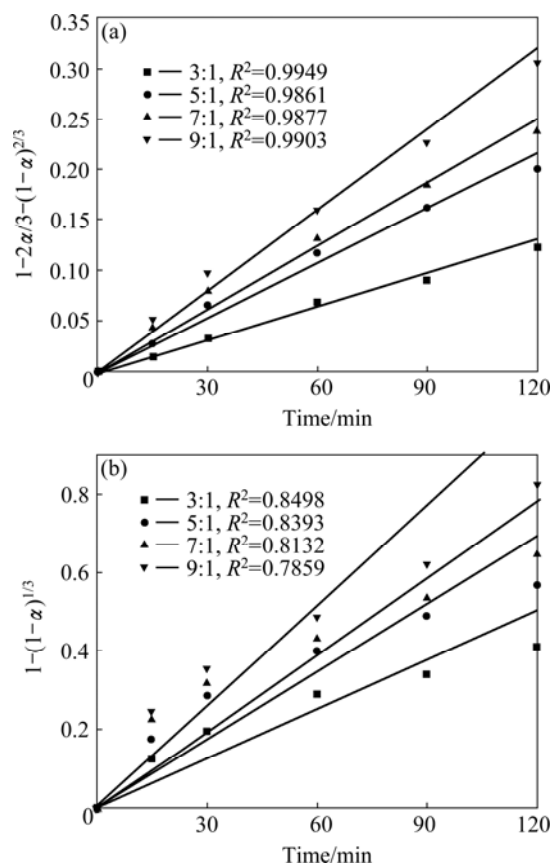 (a)
3:1, R²=0.9949
5:1, R²=0.9861
7:1, R²=0.9877
9:1, R²=0.9903
1−2α/3−(1−α)^2/3
0.35
0.30
0.25
0.20
0.15
0.10
0.05
0
30
60
90
120
Time/min
(b)
3:1, R²=0.8498
5:1, R²=0.8393
7:1, R²=0.8132
9:1, R²=0.7859
1−(1−α)^1/3
0.8
0.6
0.4
0.2
0
30
60
90
120
Time/min